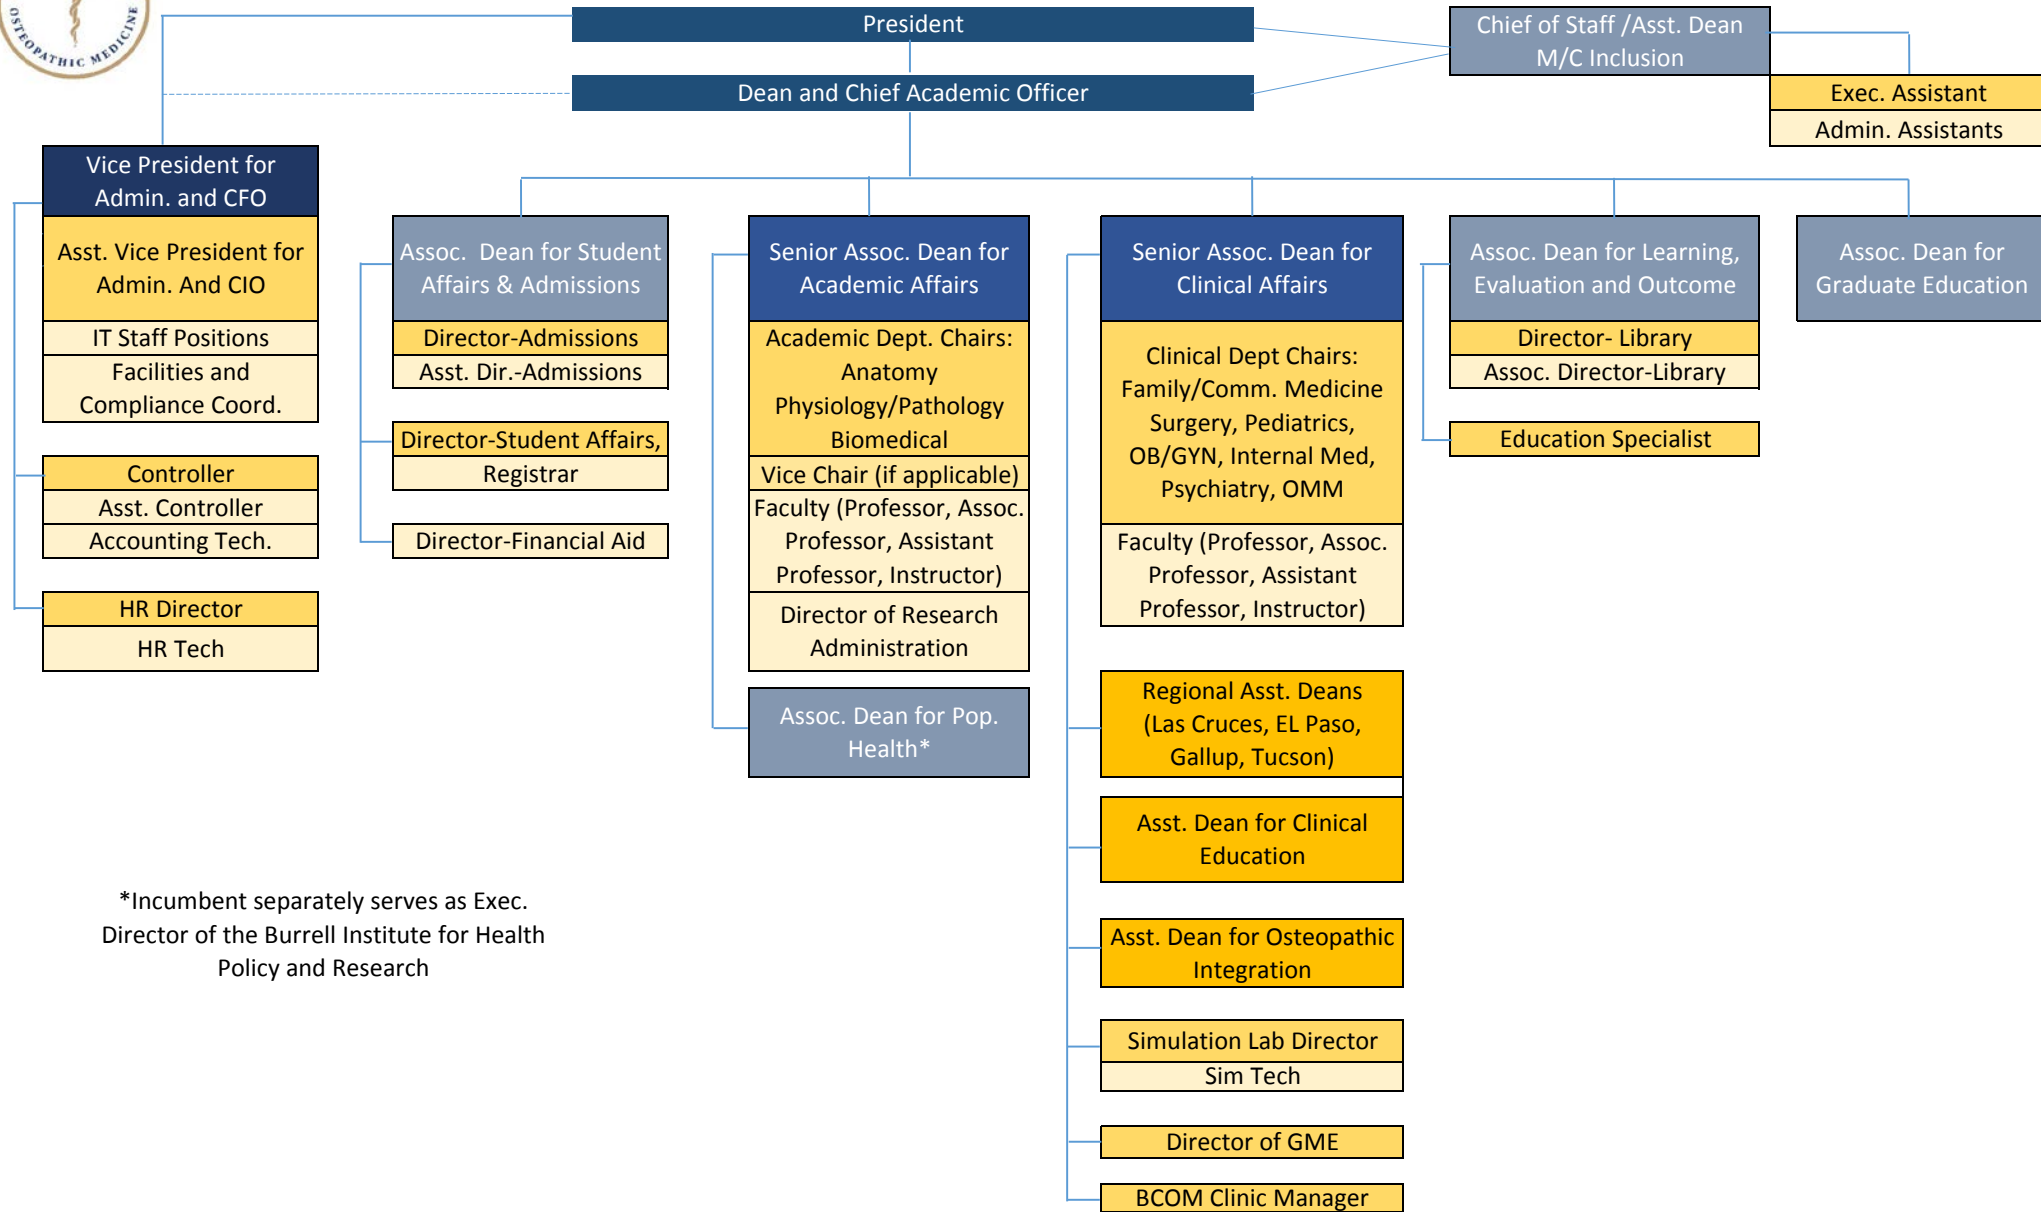 OSTEOPATHIC MEDICINE
President
Chief of Staff /Asst. Dean
M/C Inclusion
Dean and Chief Academic Officer
Exec. Assistant
Admin. Assistants
Vice President for
Admin. and CFO
Asst. Vice President for
Admin. And CIO
IT Staff Positions
Facilities and
Compliance Coord.
Controller
Asst. Controller
Accounting Tech.
HR Director
HR Tech
Assoc. Dean for Student
Affairs & Admissions
Director-Admissions
Asst. Dir.-Admissions
Director-Student Affairs,
Registrar
Director-Financial Aid
Senior Assoc. Dean for
Academic Affairs
Academic Dept. Chairs:
Anatomy
Physiology/Pathology
Biomedical
Vice Chair (if applicable)
Faculty (Professor, Assoc.
Professor, Assistant
Professor, Instructor)
Director of Research
Administration
Assoc. Dean for Pop.
Health*
Senior Assoc. Dean for
Clinical Affairs
Clinical Dept Chairs:
Family/Comm. Medicine
Surgery, Pediatrics,
OB/GYN, Internal Med,
Psychiatry, OMM
Faculty (Professor, Assoc.
Professor, Assistant
Professor, Instructor)
Regional Asst. Deans
(Las Cruces, EL Paso,
Gallup, Tucson)
Asst. Dean for Clinical
Education
Asst. Dean for Osteopathic
Integration
Simulation Lab Director
Sim Tech
Director of GME
BCOM Clinic Manager
Assoc. Dean for Learning,
Evaluation and Outcome
Director- Library
Assoc. Director-Library
Education Specialist
Assoc. Dean for
Graduate Education
*Incumbent separately serves as Exec.
Director of the Burrell Institute for Health
Policy and Research